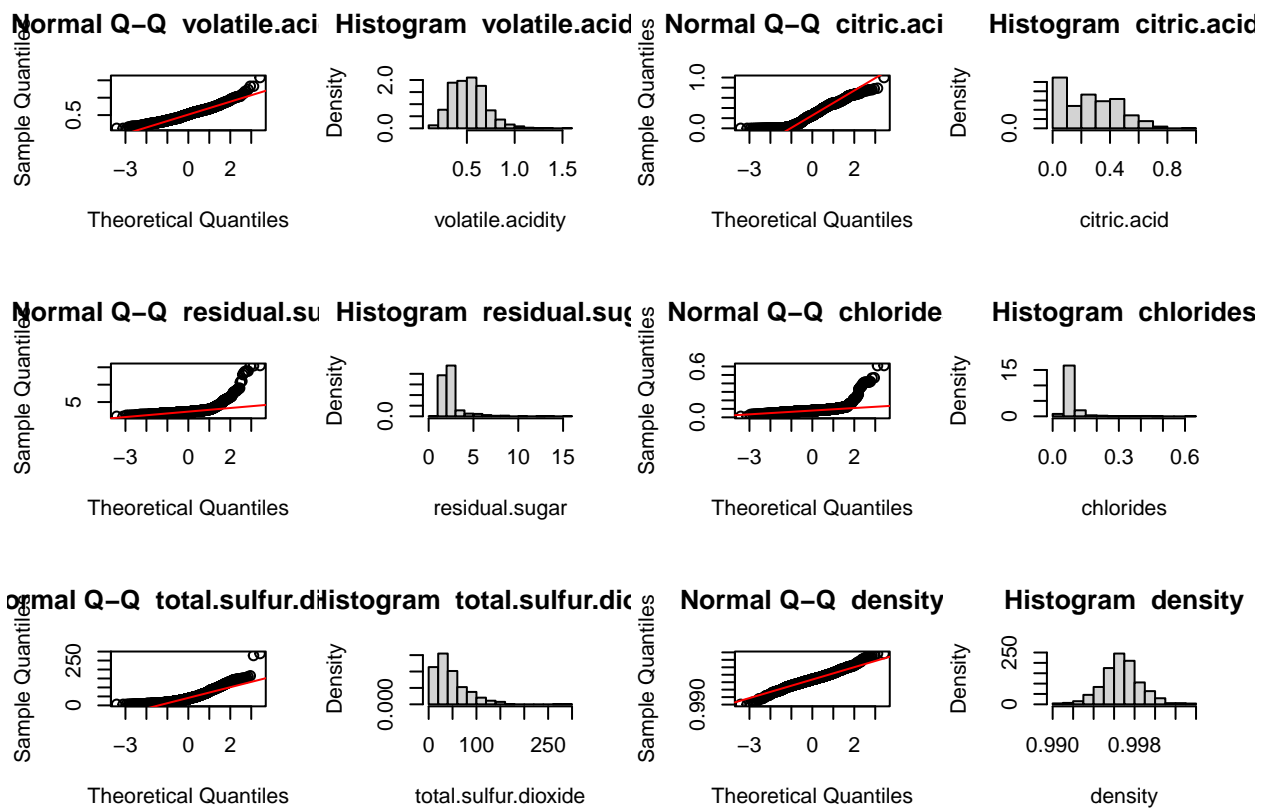 Normal Q−Q  volatile.aci
Sample Quantiles
0.5
−3 0 2
Theoretical Quantiles
Histogram  volatile.acid
Density
0.0 2.0
0.5 1.0 1.5
volatile.acidity
Normal Q−Q  citric.aci
Sample Quantiles
0.0 1.0
−3 0 2
Theoretical Quantiles
Histogram  citric.acid
Density
0.0
0.0 0.4 0.8
citric.acid
Normal Q−Q  residual.su
Sample Quantiles
5
−3 0 2
Theoretical Quantiles
Histogram  residual.sug
Density
0.0
0 5 10 15
residual.sugar
Normal Q−Q  chloride
Sample Quantiles
0.0 0.6
−3 0 2
Theoretical Quantiles
Histogram  chlorides
Density
0 15
0.0 0.3 0.6
chlorides
ormal Q−Q  total.sulfur.di
Sample Quantiles
0 250
−3 0 2
Theoretical Quantiles
Histogram  total.sulfur.dio
Density
0.000
0 100 250
total.sulfur.dioxide
Normal Q−Q  density
Sample Quantiles
0.990
−3 0 2
Theoretical Quantiles
Histogram  density
Density
0 250
0.990 0.998
density